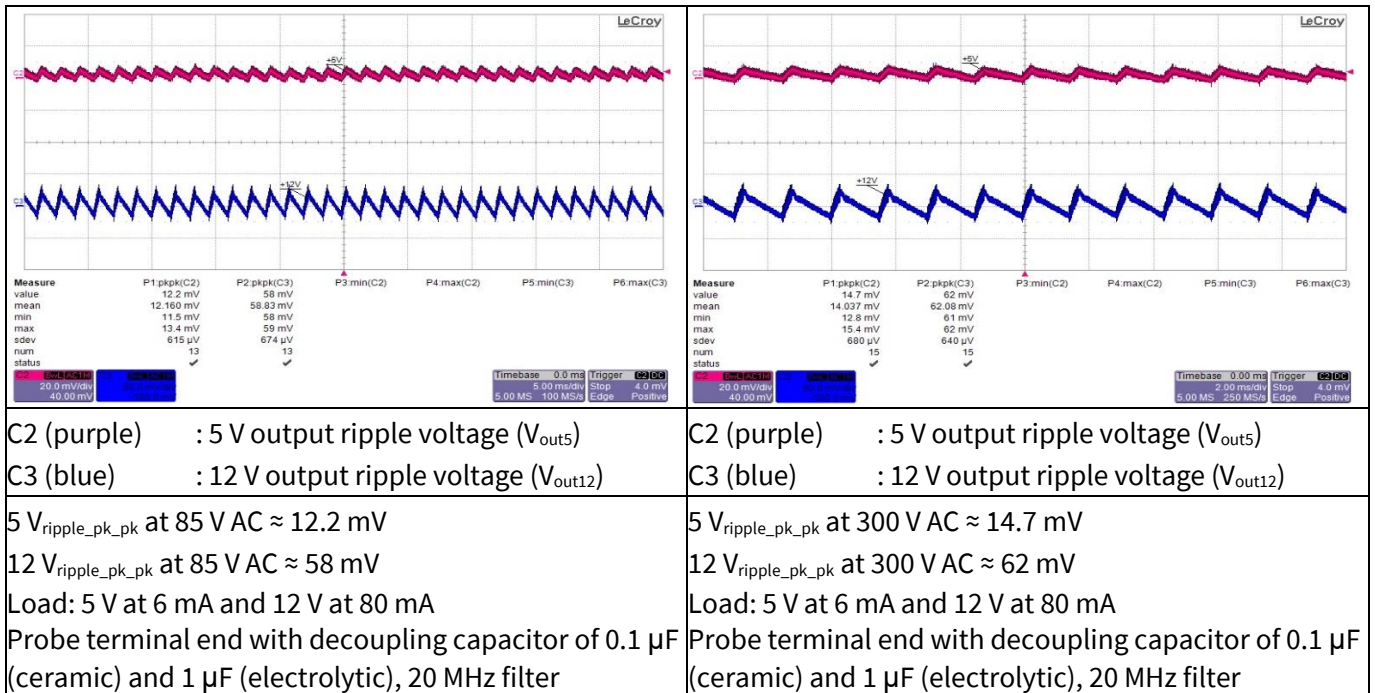 LeCroy
+5V
C2
+12V
C3
Measure P1:pkpk(C2) P2:pkpk(C3) P3:min(C2) P4:max(C2) P5:min(C3) P6:max(C3)
value 12.2 mV 58 mV
mean 12.160 mV 58.83 mV
min 11.5 mV 58 mV
max 13.4 mV 59 mV
sdev 615 µV 674 µV
num 13 13
status ✓ ✓
C2 BwL AC1M
20.0 mV/div
40.00 mV
Timebase 0.0 ms Trigger C2 DC
5.00 ms/div Stop 4.0 mV
5.00 MS 100 MS/s Edge Positive
LeCroy
+5V
C2
+12V
C3
Measure P1:pkpk(C2) P2:pkpk(C3) P3:min(C2) P4:max(C2) P5:min(C3) P6:max(C3)
value 14.7 mV 62 mV
mean 14.037 mV 62.08 mV
min 12.8 mV 61 mV
max 15.4 mV 62 mV
sdev 680 µV 640 µV
num 15 15
status ✓ ✓
C2 BwL AC1M
20.0 mV/div
40.00 mV
Timebase 0.00 ms Trigger C2 DC
2.00 ms/div Stop 4.0 mV
5.00 MS 250 MS/s Edge Positive
C2 (purple) : 5 V output ripple voltage (Vout5)
C3 (blue) : 12 V output ripple voltage (Vout12)
C2 (purple) : 5 V output ripple voltage (Vout5)
C3 (blue) : 12 V output ripple voltage (Vout12)
5 Vripple_pk_pk at 85 V AC ≈ 12.2 mV
12 Vripple_pk_pk at 85 V AC ≈ 58 mV
Load: 5 V at 6 mA and 12 V at 80 mA
Probe terminal end with decoupling capacitor of 0.1 µF
(ceramic) and 1 µF (electrolytic), 20 MHz filter
5 Vripple_pk_pk at 300 V AC ≈ 14.7 mV
12 Vripple_pk_pk at 300 V AC ≈ 62 mV
Load: 5 V at 6 mA and 12 V at 80 mA
Probe terminal end with decoupling capacitor of 0.1 µF
(ceramic) and 1 µF (electrolytic), 20 MHz filter